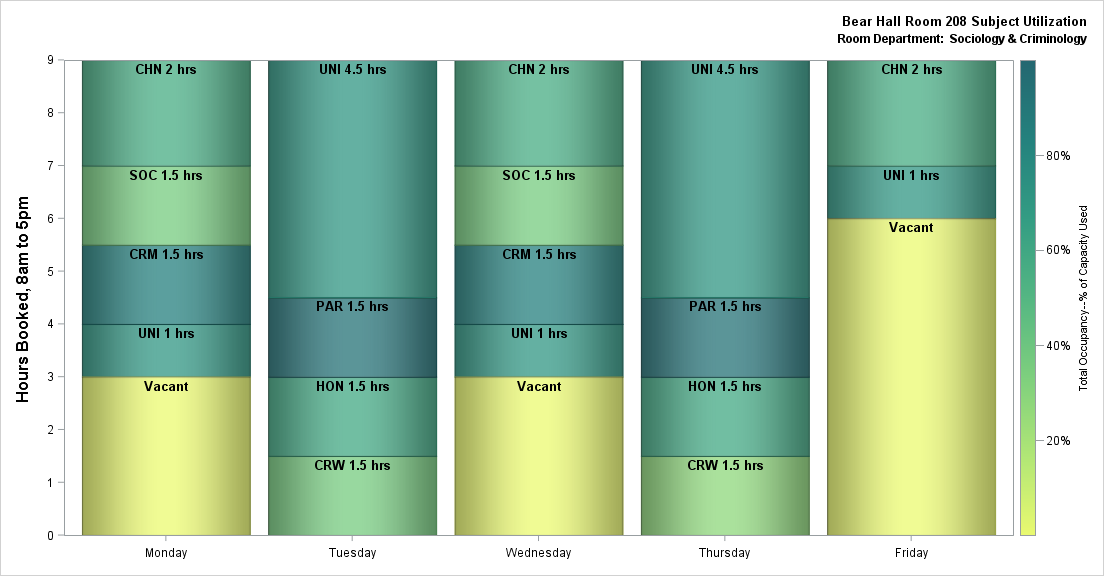 Bear Hall Room 208 Subject Utilization
Room Department: Sociology & Criminology
Hours Booked, 8am to 5pm
9
8
7
6
5
4
3
2
1
0
CHN 2 hrs
SOC 1.5 hrs
CRM 1.5 hrs
UNI 1 hrs
Vacant
UNI 4.5 hrs
PAR 1.5 hrs
HON 1.5 hrs
CRW 1.5 hrs
CHN 2 hrs
SOC 1.5 hrs
CRM 1.5 hrs
UNI 1 hrs
Vacant
UNI 4.5 hrs
PAR 1.5 hrs
HON 1.5 hrs
CRW 1.5 hrs
CHN 2 hrs
UNI 1 hrs
Vacant
Monday
Tuesday
Wednesday
Thursday
Friday
80%
60%
40%
20%
Total Occupancy--% of Capacity Used